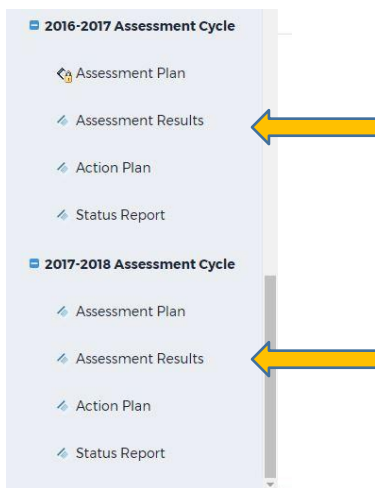 2016-2017 Assessment Cycle
Assessment Plan
Assessment Results
Action Plan
Status Report
2017-2018 Assessment Cycle
Assessment Plan
Assessment Results
Action Plan
Status Report